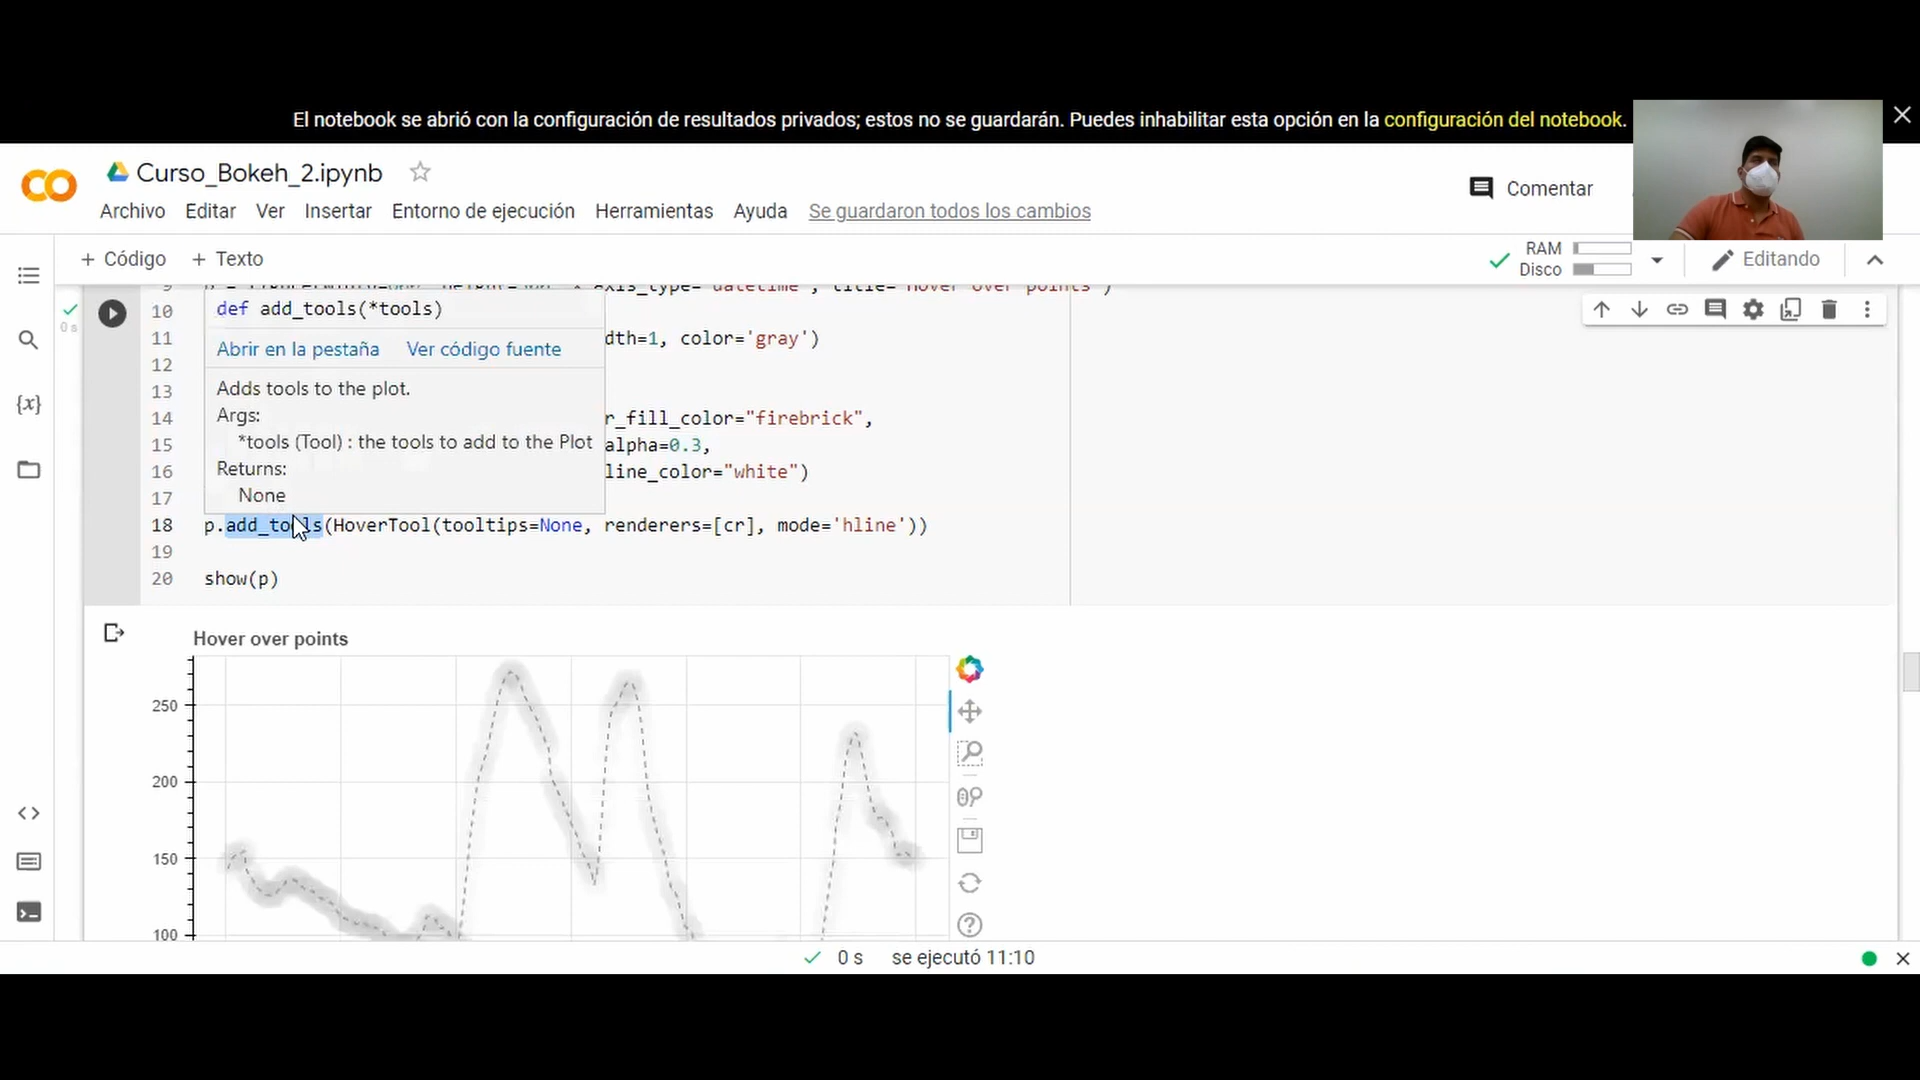 El notebook se abrió con la configuración de resultados privados; estos no se guardarán. Puedes inhabilitar esta opción en la configuración del notebook.
Curso_Bokeh_2.ipynb
Comentar
Archivo Editar Ver Insertar Entorno de ejecución Herramientas Ayuda Se guardaron todos los cambios
+ Código + Texto
RAM
Disco
Editando
10
def add_tools(*tools)
0 s
Abrir en la pestaña Ver código fuente
11 dth=1, color='gray')
12
Adds tools to the plot.
13
Args:
14 r_fill_color="firebrick",
*tools (Tool) : the tools to add to the Plot
15 alpha=0.3,
Returns:
16 line_color="white")
None
17
18 p.add_tools(HoverTool(tooltips=None, renderers=[cr], mode='hline'))
19
20 show(p)
{x}
Hover over points
250
200
150
100
0 s se ejecutó 11:10